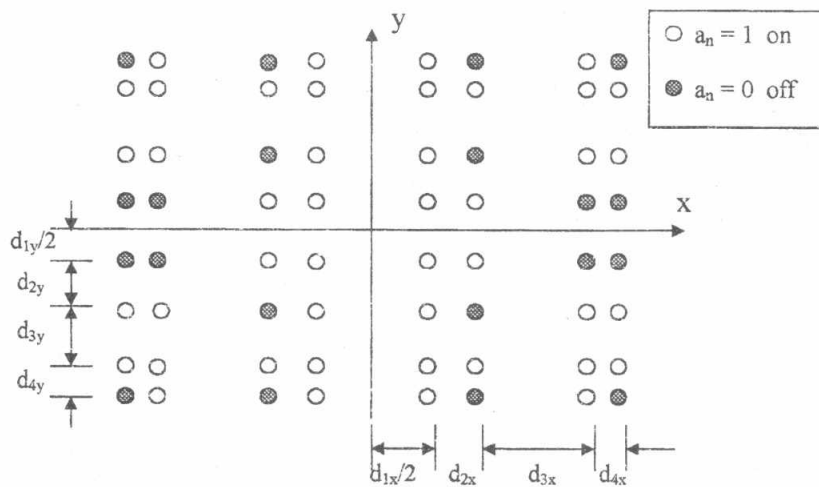 y
aₙ = 1 on
aₙ = 0 off
x
d₁y/2
d₂y
d₃y
d₄y
d₁x/2
d₂x
d₃x
d₄x